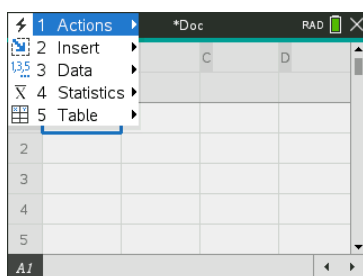 1 Actions
2 Insert
1,3,5 3 Data
X 4 Statistics
5 Table
*Doc
RAD
C D
2
3
4
5
A1